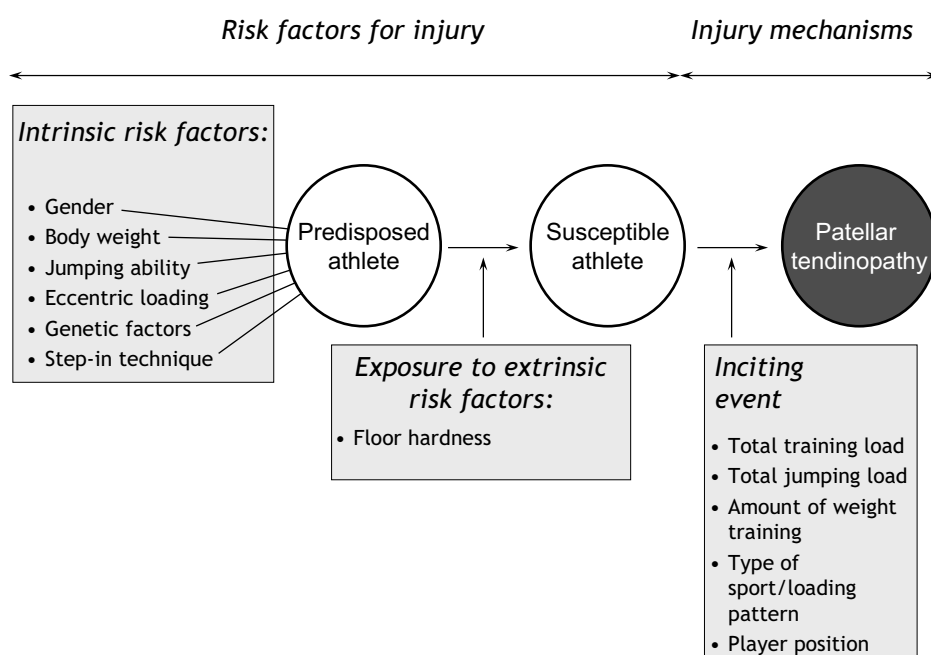 Risk factors for injury
Injury mechanisms
Intrinsic risk factors:
• Gender
• Body weight
• Jumping ability
• Eccentric loading
• Genetic factors
• Step-in technique
Predisposed
athlete
Susceptible
athlete
Patellar
tendinopathy
Exposure to extrinsic
risk factors:
• Floor hardness
Inciting
event
• Total training load
• Total jumping load
• Amount of weight
training
• Type of
sport/loading
pattern
• Player position